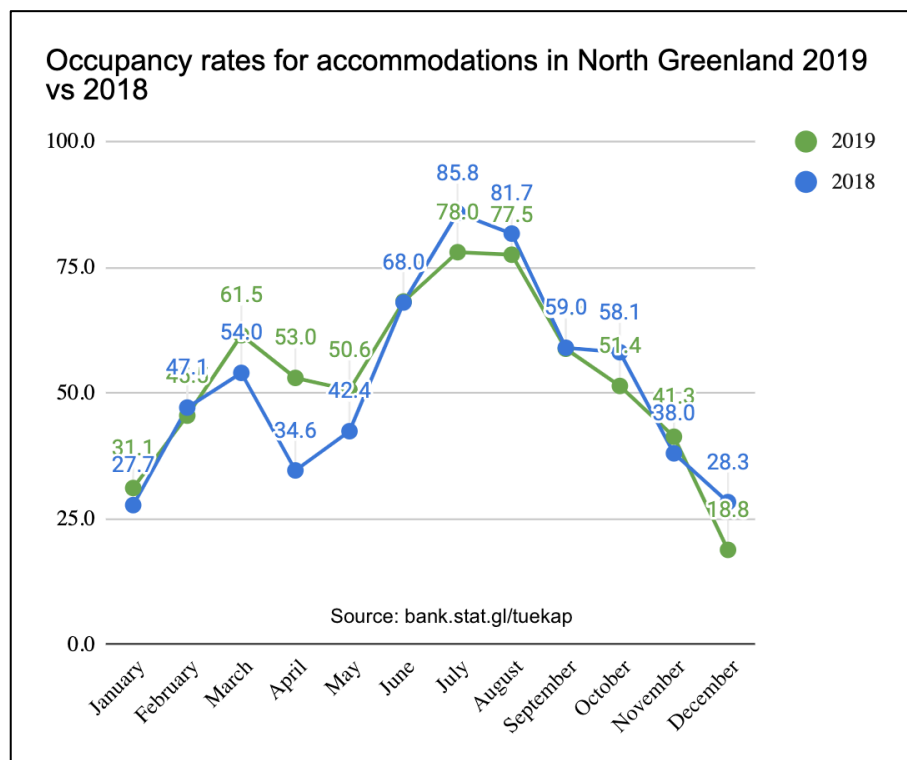 Occupancy rates for accommodations in North Greenland 2019
vs 2018
100.0
75.0
50.0
25.0
0.0
2019
2018
31.1
27.7
47.1
61.5
54.0
53.0
34.6
50.6
42.4
68.0
85.8
78.0
81.7
77.5
59.0
58.1
51.4
41.3
38.0
28.3
18.8
Source: bank.stat.gl/tuekap
January
February
March
April
May
June
July
August
September
October
November
December